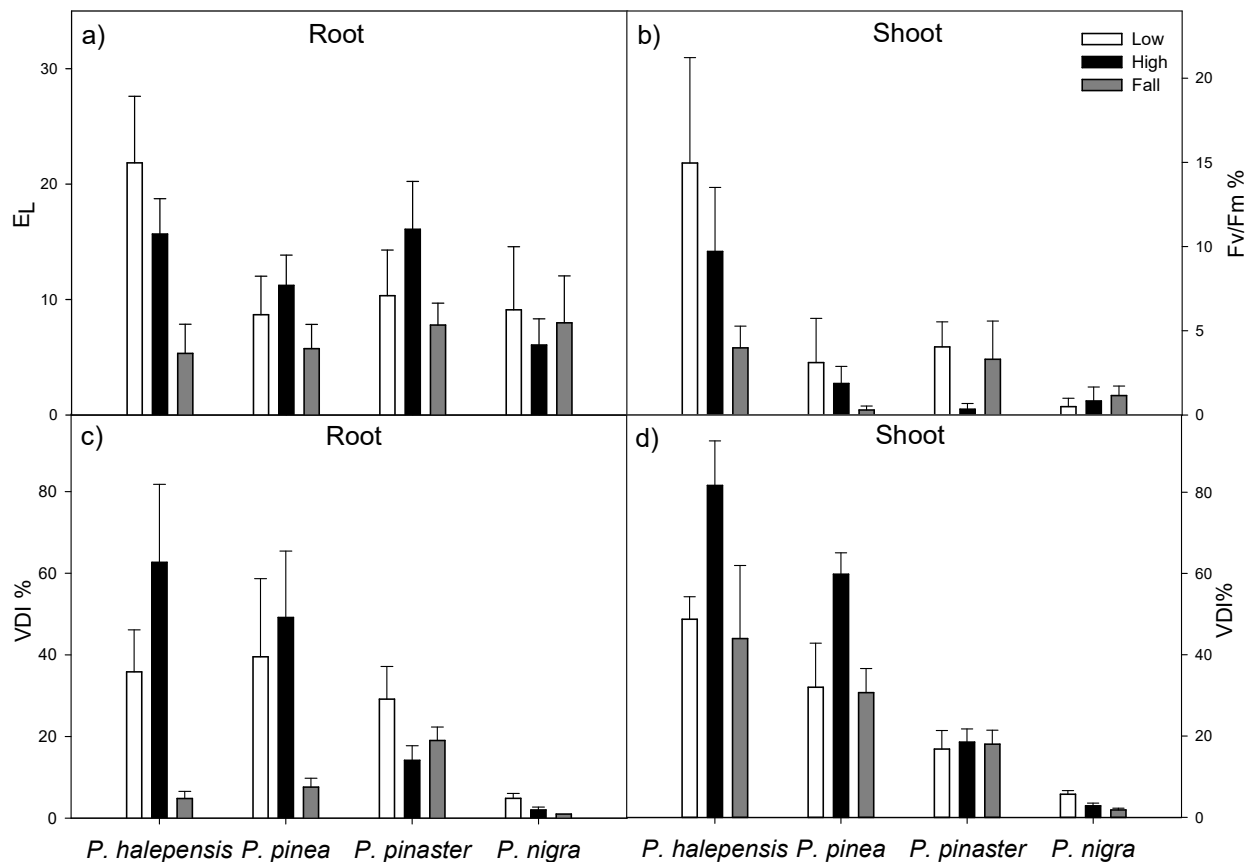 a)
Root
b)
Shoot
Low
High
Fall
30
20
10
0
EL
20
15
10
5
0
Fv/Fm %
c)
Root
d)
Shoot
80
60
40
20
0
VDI %
80
60
40
20
0
VDI%
P. halepensis P. pinea P. pinaster P. nigra
P. halepensis P. pinea P. pinaster P. nigra